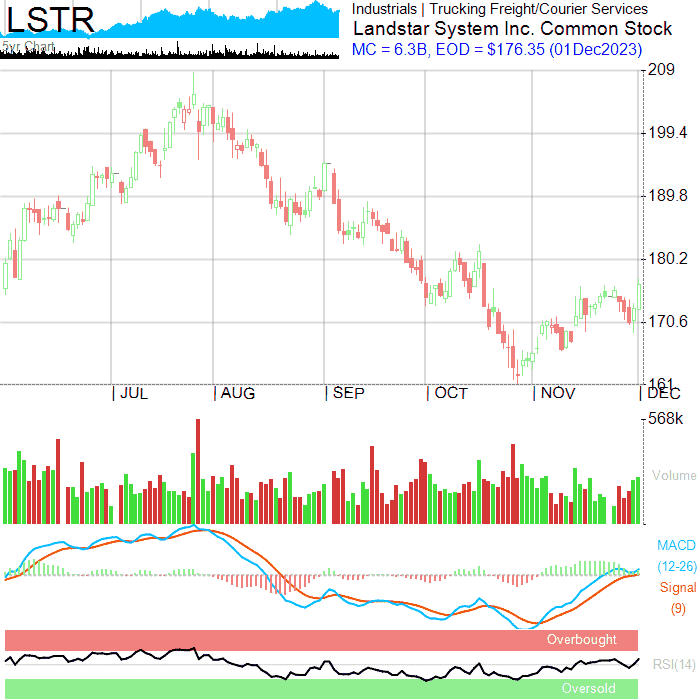 LSTR
5yr Chart
Industrials | Trucking Freight/Courier Services
Landstar System Inc. Common Stock
MC = 6.3B, EOD = $176.35 (01Dec2023)
209
199.4
189.8
180.2
170.6
161
| JUL | AUG | SEP | OCT | NOV | DEC
568k
Volume
MACD
(12-26)
Signal
(9)
Overbought
RSI(14)
Oversold